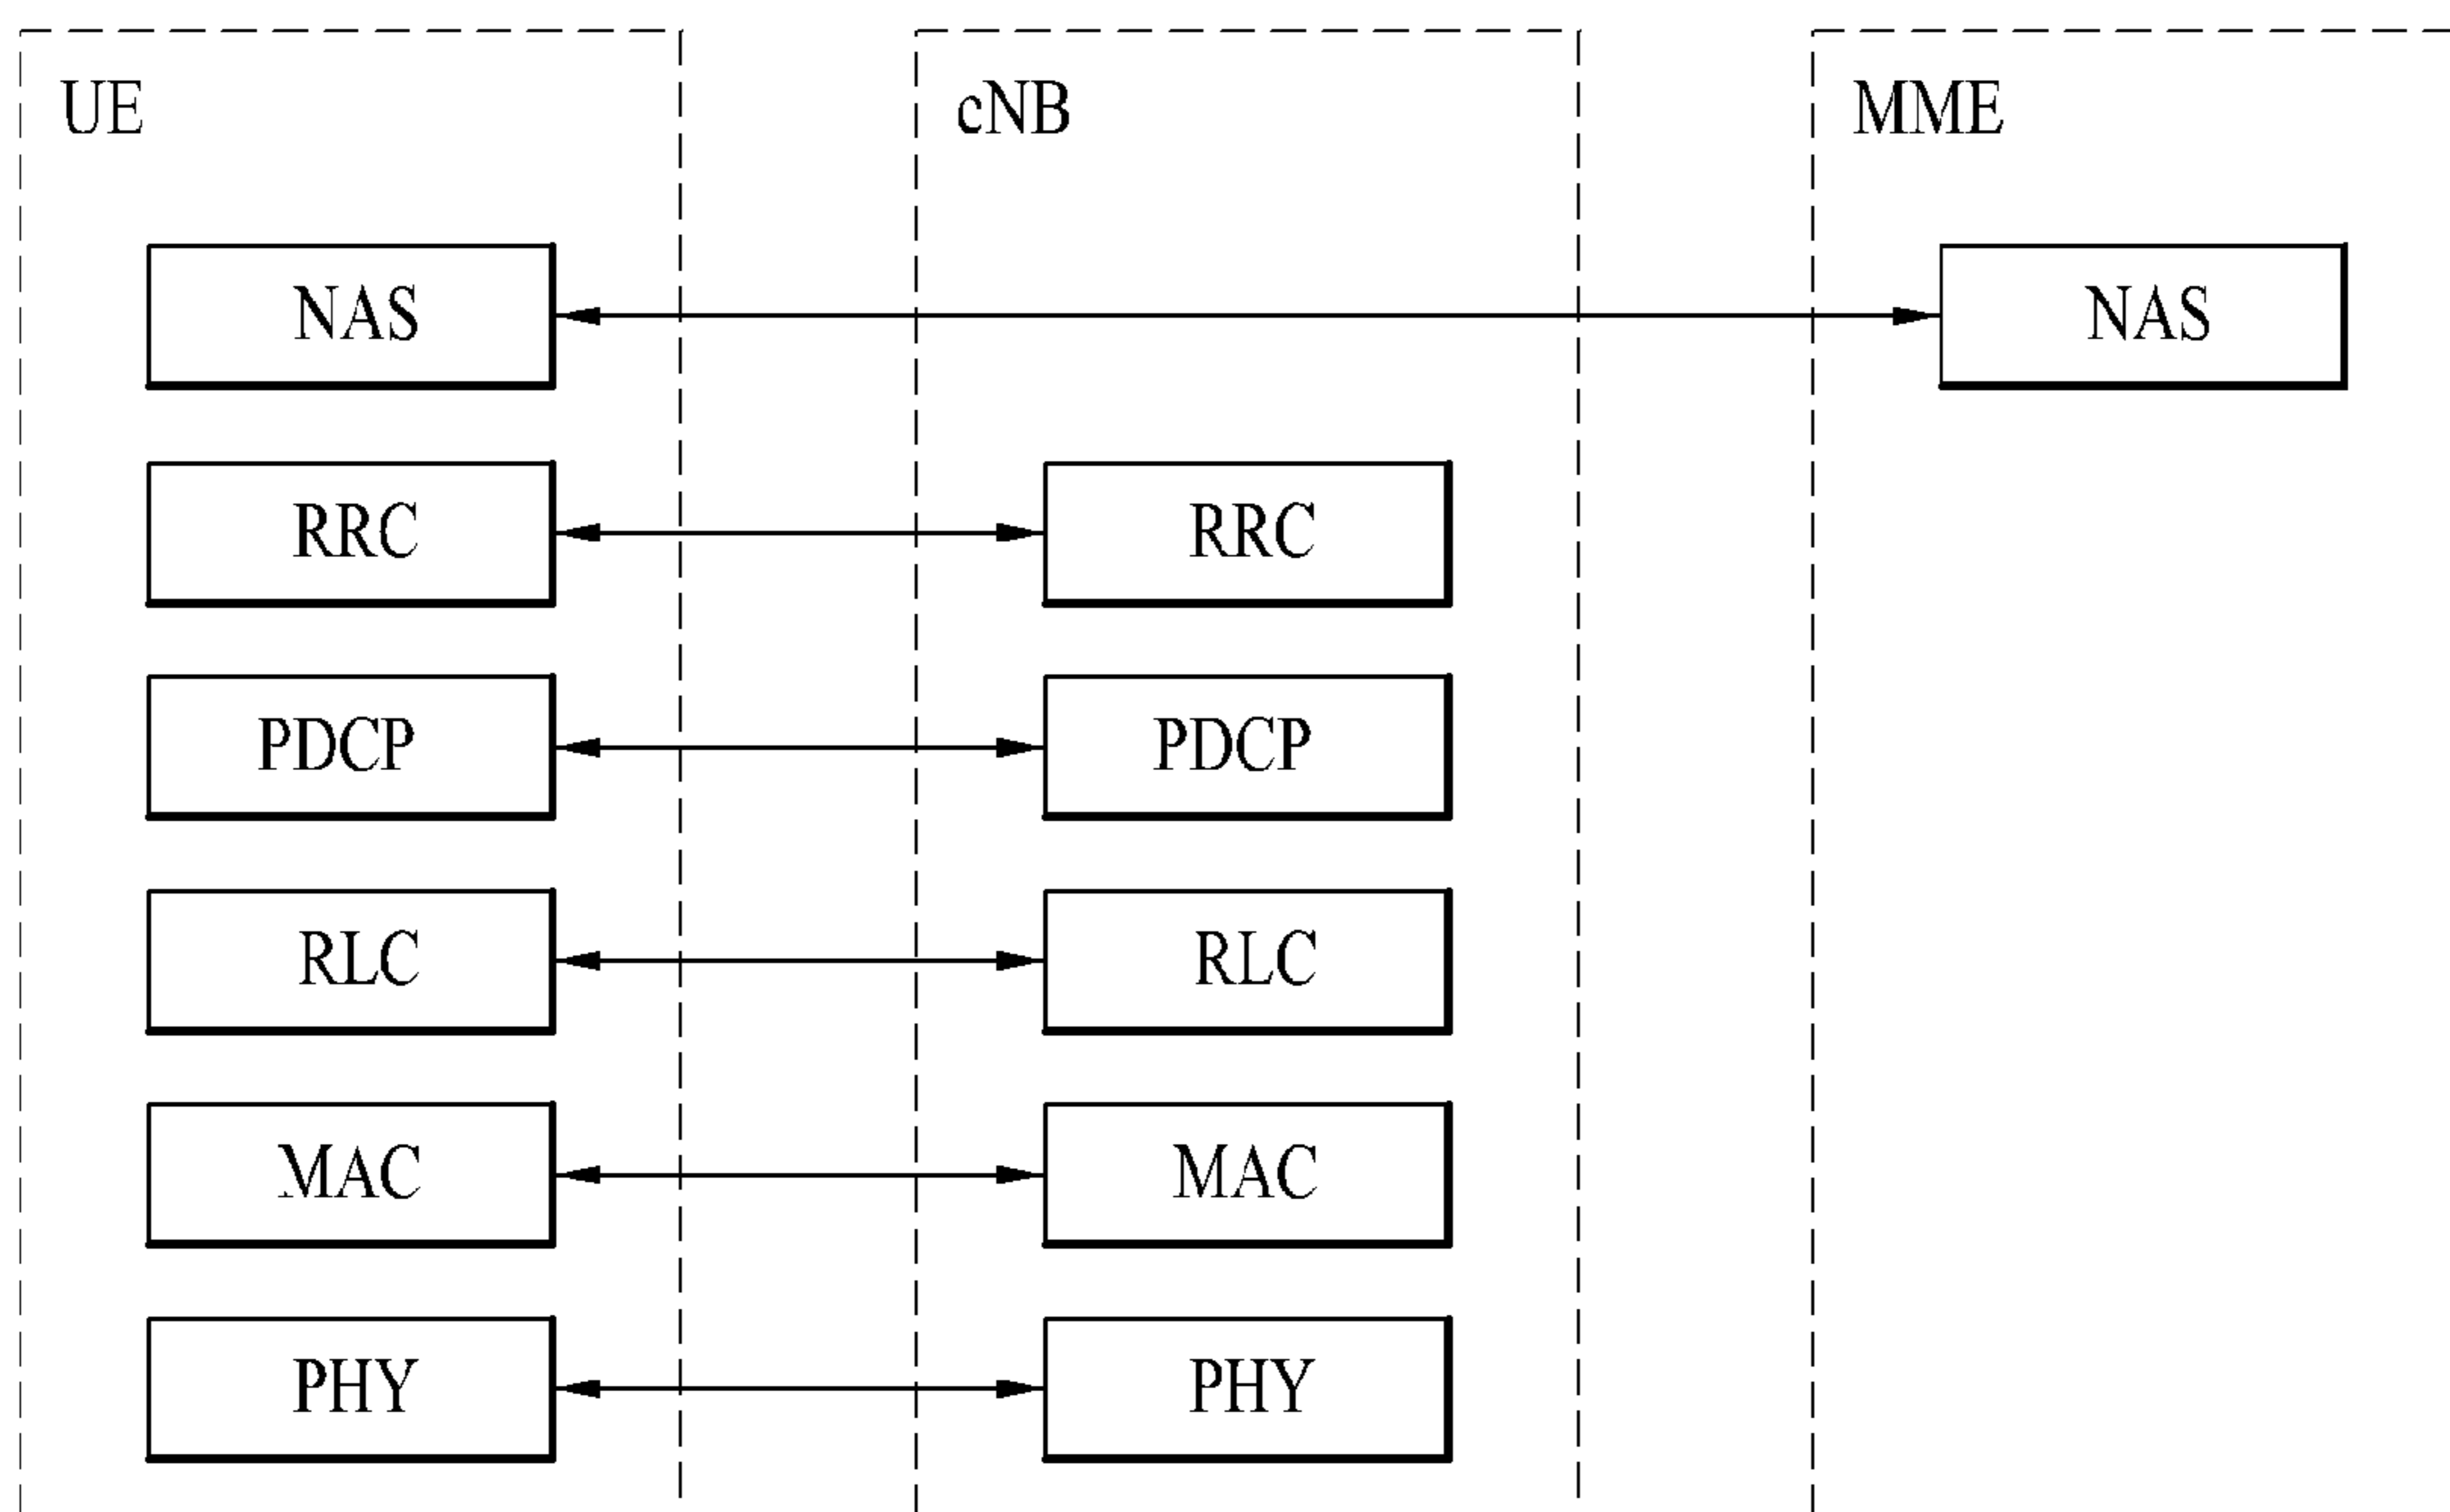 UE cNB MME
NAS NAS
RRC RRC
PDCP PDCP
RLC RLC
MAC MAC
PHY PHY